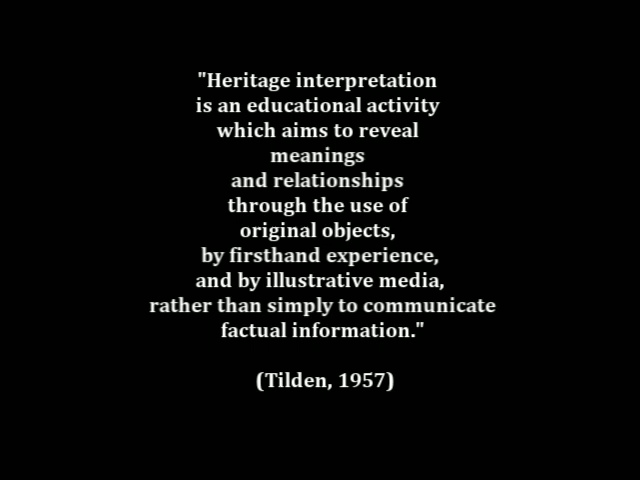 "Heritage interpretation
is an educational activity
which aims to reveal
meanings
and relationships
through the use of
original objects,
by firsthand experience,
and by illustrative media,
rather than simply to communicate
factual information."
(Tilden, 1957)